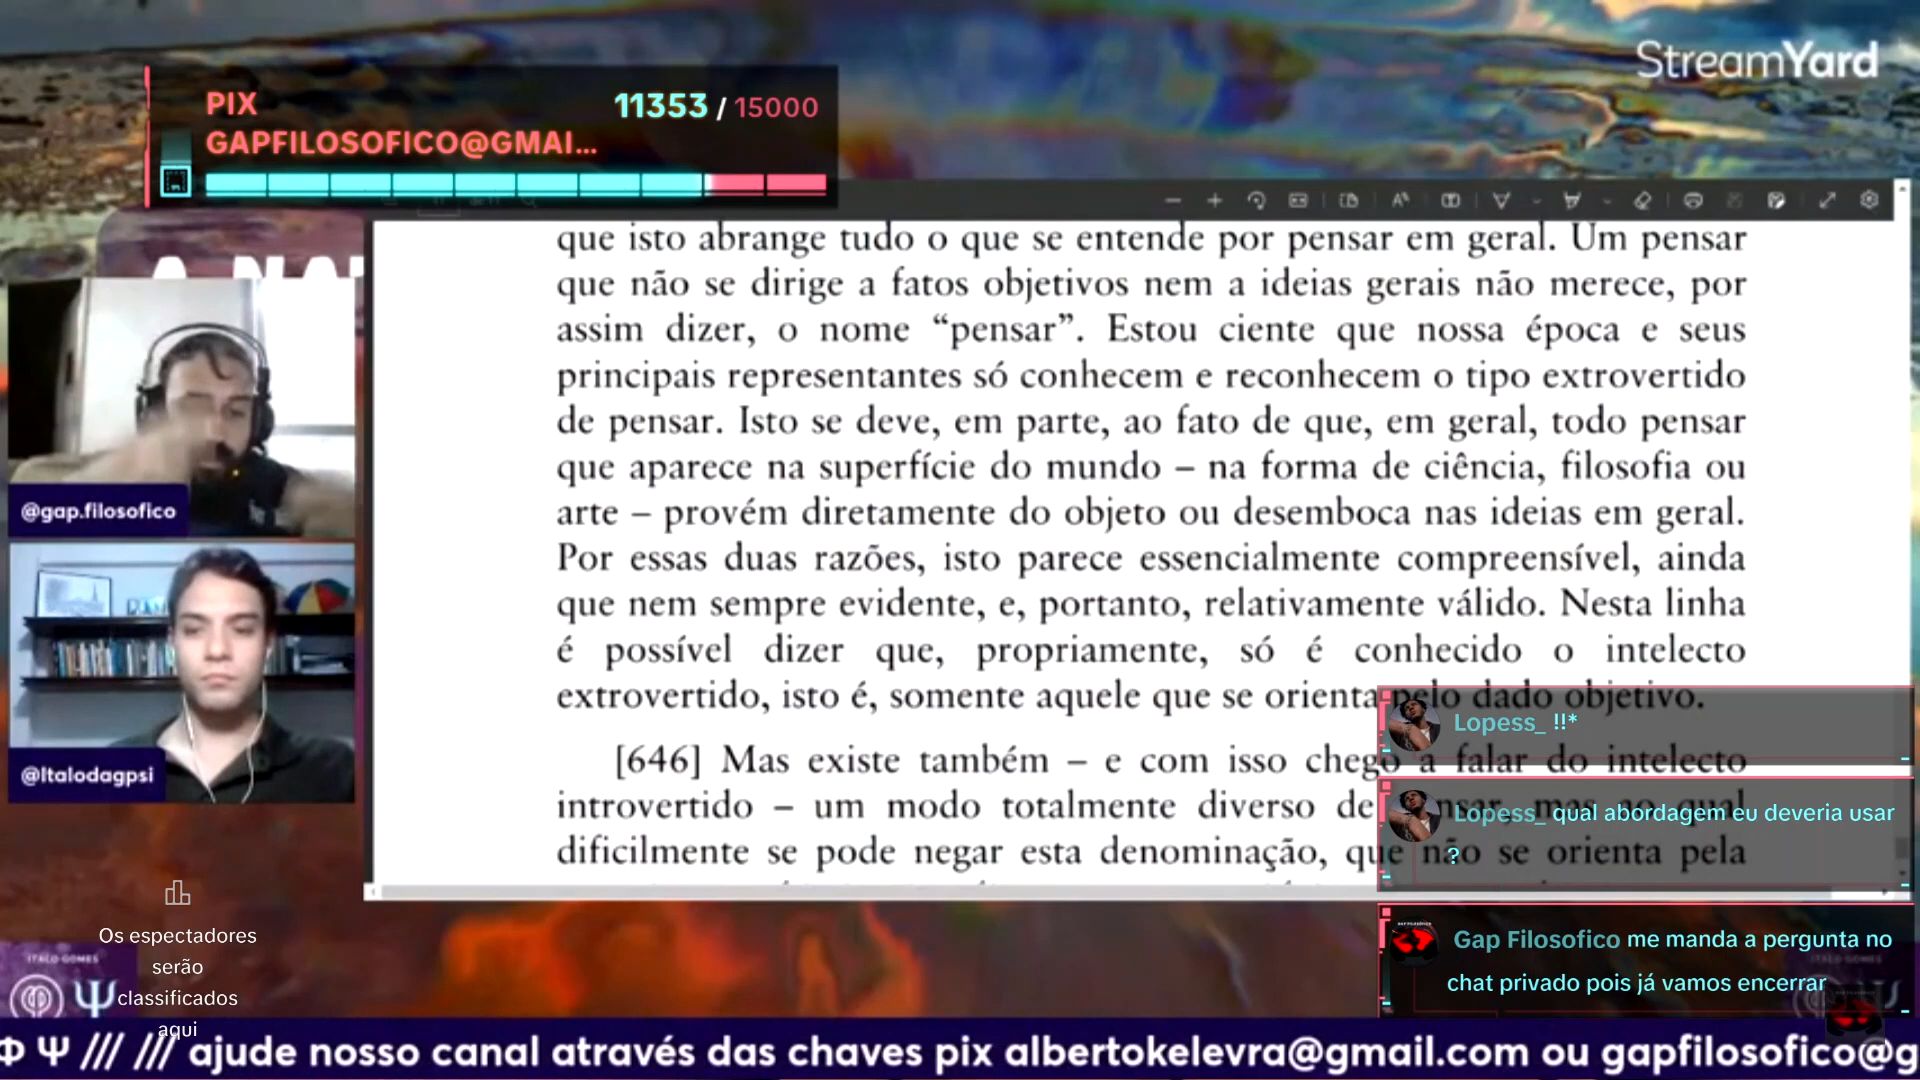 StreamYard
PIX
11353 / 15000
GAPFILOSOFICO@GMAI...
que isto abrange tudo o que se entende por pensar em geral. Um pensar
que não se dirige a fatos objetivos nem a ideias gerais não merece, por
assim dizer, o nome “pensar”. Estou ciente que nossa época e seus
principais representantes só conhecem e reconhecem o tipo extrovertido
de pensar. Isto se deve, em parte, ao fato de que, em geral, todo pensar
que aparece na superfície do mundo – na forma de ciência, filosofia ou
arte – provém diretamente do objeto ou desemboca nas ideias em geral.
Por essas duas razões, isto parece essencialmente compreensível, ainda
que nem sempre evidente, e, portanto, relativamente válido. Nesta linha
é possível dizer que, propriamente, só é conhecido o intelecto
extrovertido, isto é, somente aquele que se orienta pelo dado objetivo.
[646] Mas existe também – e com isso chego a falar do intelecto
introvertido – um modo totalmente diverso de pensar, mas ao qual
dificilmente se pode negar esta denominação, que não se orienta pela
@gap.filosofico
@Italodagpsi
Lopess_ !!*
Lopess_ qual abordagem eu deveria usar
?
Gap Filosofico me manda a pergunta no
chat privado pois já vamos encerrar
Os espectadores
serão
classificados
aqui
ITALO GOMES
Φ Ψ /// /// ajude nosso canal através das chaves pix albertokelevra@gmail.com ou gapfilosofico@g